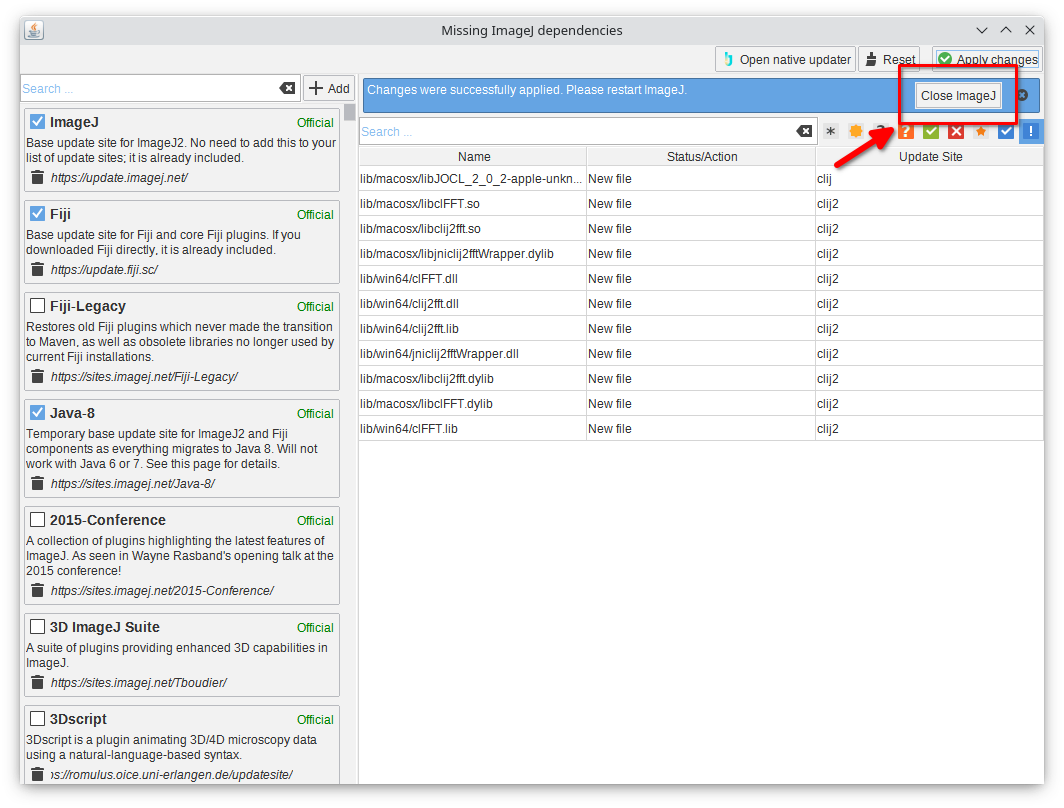 Missing ImageJ dependencies
Open native updater
Reset
Apply changes
Search ...
Add
Changes were successfully applied. Please restart ImageJ.
Close ImageJ
ImageJ
Official
Base update site for ImageJ2. No need to add this to your
list of update sites; it is already included.
https://update.imagej.net/
Fiji
Official
Base update site for Fiji and core Fiji plugins. If you
downloaded Fiji directly, it is already included.
https://update.fiji.sc/
Fiji-Legacy
Official
Restores old Fiji plugins which never made the transition
to Maven, as well as obsolete libraries no longer used by
current Fiji installations.
https://sites.imagej.net/Fiji-Legacy/
Java-8
Official
Temporary base update site for ImageJ2 and Fiji
components as everything migrates to Java 8. Will not
work with Java 6 or 7. See this page for details.
https://sites.imagej.net/Java-8/
2015-Conference
Official
A collection of plugins highlighting the latest features of
ImageJ. As seen in Wayne Rasband's opening talk at the
2015 conference!
https://sites.imagej.net/2015-Conference/
3D ImageJ Suite
Official
A suite of plugins providing enhanced 3D capabilities in
ImageJ.
https://sites.imagej.net/Tboudier/
3Dscript
Official
3Dscript is a plugin animating 3D/4D microscopy data
using a natural-language-based syntax.
ps://romulus.oice.uni-erlangen.de/updatesite/
Search ...
Name Status/Action Update Site
lib/macosx/libJOCL_2_0_2-apple-unkn... New file clij
lib/macosx/libclFFT.so New file clij2
lib/macosx/libclij2fft.so New file clij2
lib/macosx/libjniclij2fftWrapper.dylib New file clij2
lib/win64/clFFT.dll New file clij2
lib/win64/clij2fft.dll New file clij2
lib/win64/clij2fft.lib New file clij2
lib/win64/jniclij2fftWrapper.dll New file clij2
lib/macosx/libclij2fft.dylib New file clij2
lib/macosx/libclFFT.dylib New file clij2
lib/win64/clFFT.lib New file clij2